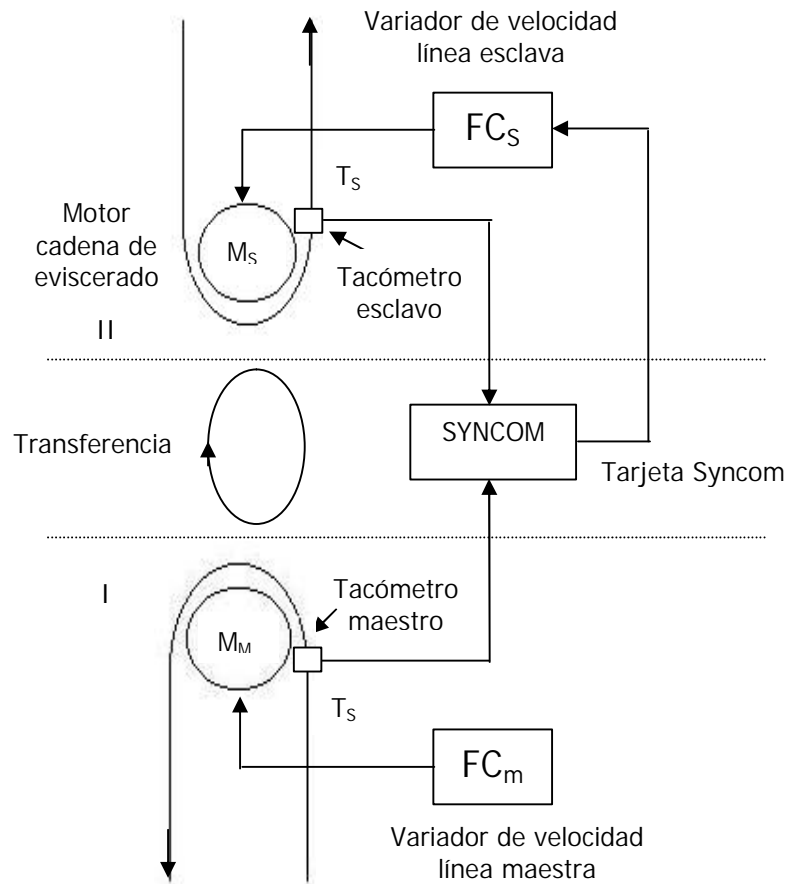 Variador de velocidad
línea esclava
FCS
TS
Motor
cadena de
eviscerado
MS
Tacómetro
esclavo
II
SYNCOM
Transferencia
Tarjeta Syncom
I
Tacómetro
maestro
MM
TS
FCm
Variador de velocidad
línea maestra